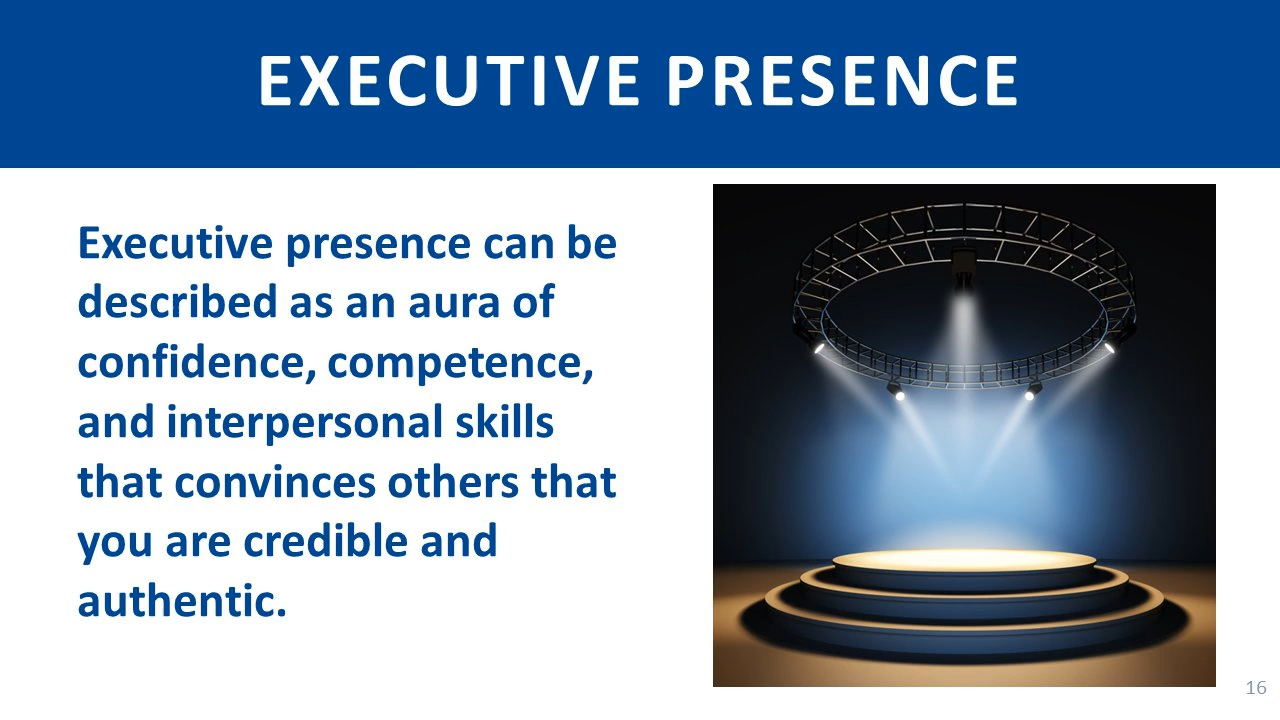 EXECUTIVE PRESENCE
Executive presence can be
described as an aura of
confidence, competence,
and interpersonal skills
that convinces others that
you are credible and
authentic.
16